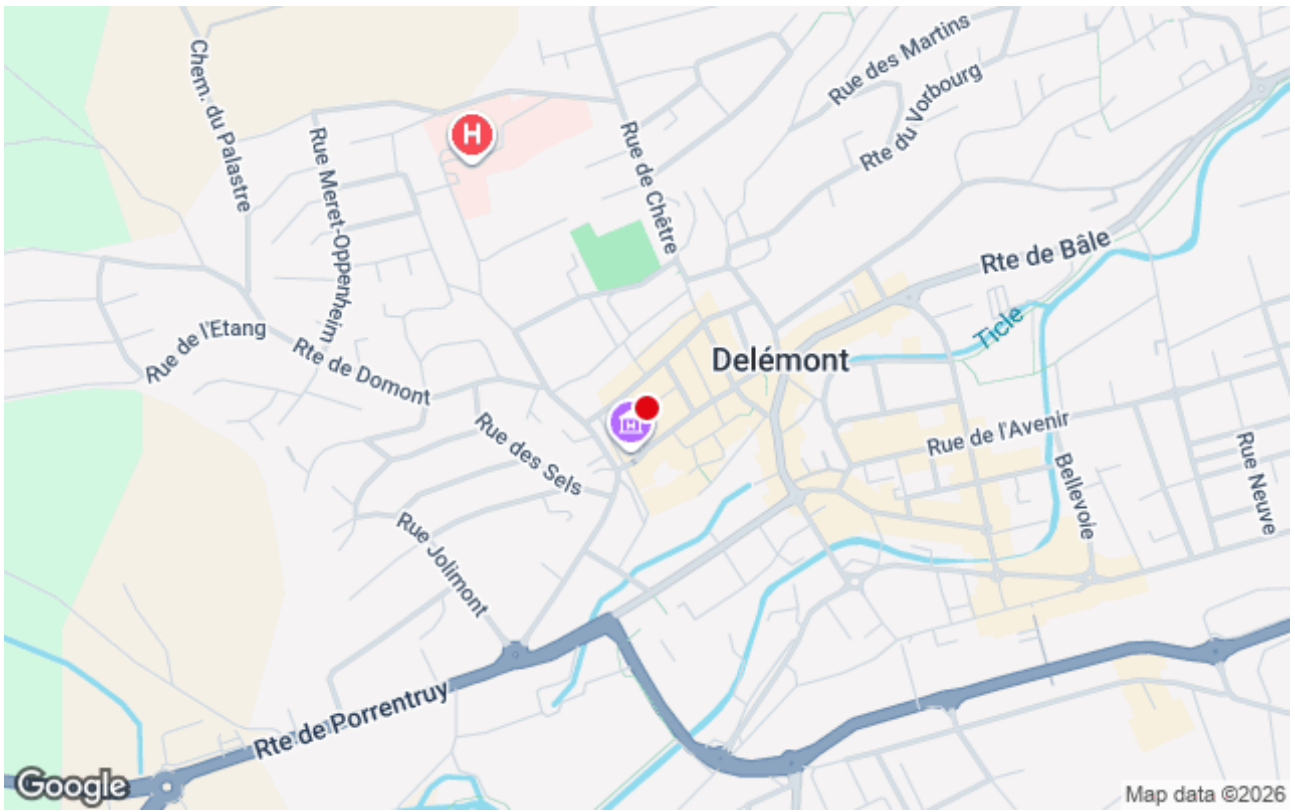 Chem. du Palastre
Rue Meret-Oppenheim
H
Rue de Chêtre
Rue des Martins
Rte du Vorbourg
Rte de Bâle
Ticle
Rue de l'Etang
Rte de Domont
Delémont
Rue des Sels
Rue de l'Avenir
Bellevoie
Rue Neuve
Rue Jolimont
Rte de Porrentruy
Google
Map data ©2026